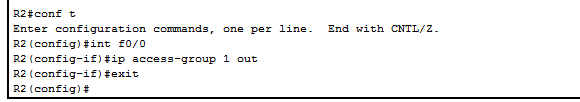 R2#conf t
Enter configuration commands, one per line.  End with CNTL/Z.
R2(config)#int f0/0
R2(config-if)#ip access-group 1 out
R2(config-if)#exit
R2(config)#